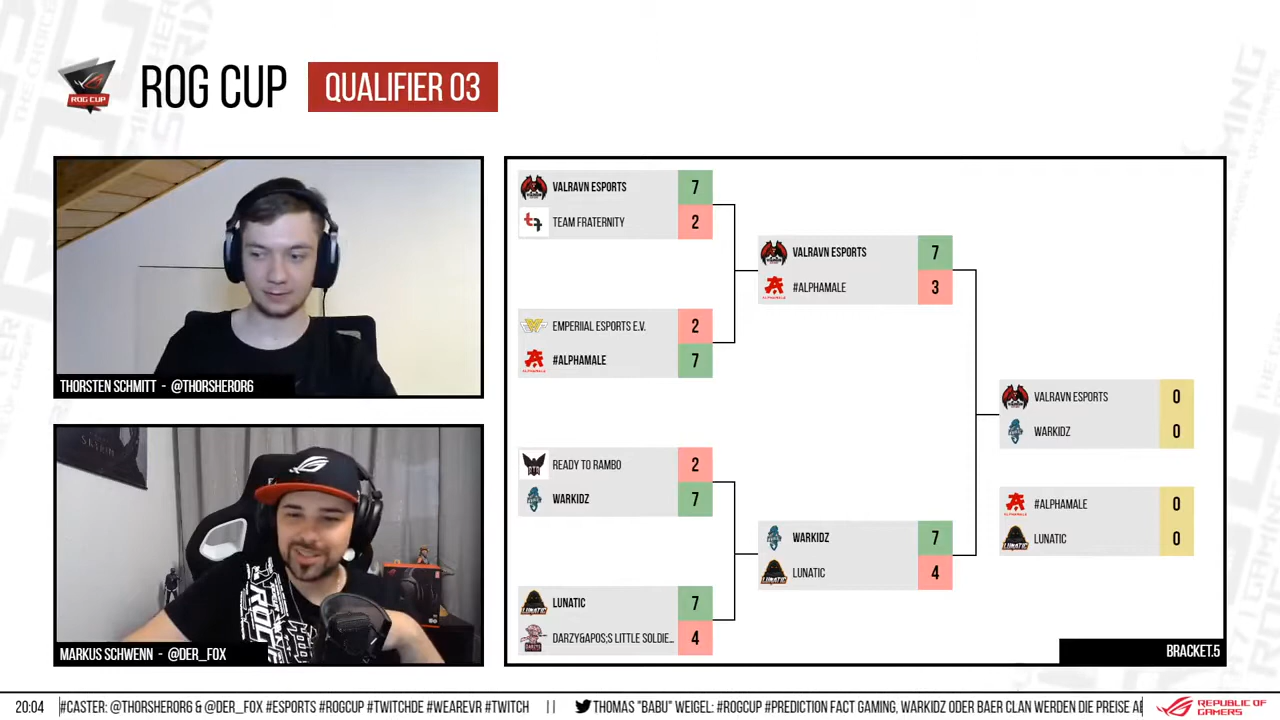 ROG CUP
ROG CUP
QUALIFIER 03
THORSTEN SCHMITT - @THORSHEROR6
MARKUS SCHWENN - @DER_FOX
VALRAVN ESPORTS 7
TEAM FRATERNITY 2
EMPERIIAL ESPORTS E.V. 2
#ALPHAMALE 7
READY TO RAMBO 2
WARKIDZ 7
LUNATIC 7
DARZY&APOS;S LITTLE SOLDIE... 4
VALRAVN ESPORTS 7
#ALPHAMALE 3
WARKIDZ 7
LUNATIC 4
VALRAVN ESPORTS 0
WARKIDZ 0
#ALPHAMALE 0
LUNATIC 0
BRACKET.5
20:04 #CASTER: @THORSHEROR6 & @DER_FOX #ESPORTS #ROGCUP #TWITCHDE #WEAREVR #TWITCH || THOMAS "BABU" WEIGEL: #ROGCUP #PREDICTION FACT GAMING, WARKIDZ ODER BAER CLAN WERDEN DIE PREISE
REPUBLIC OF
GAMERS